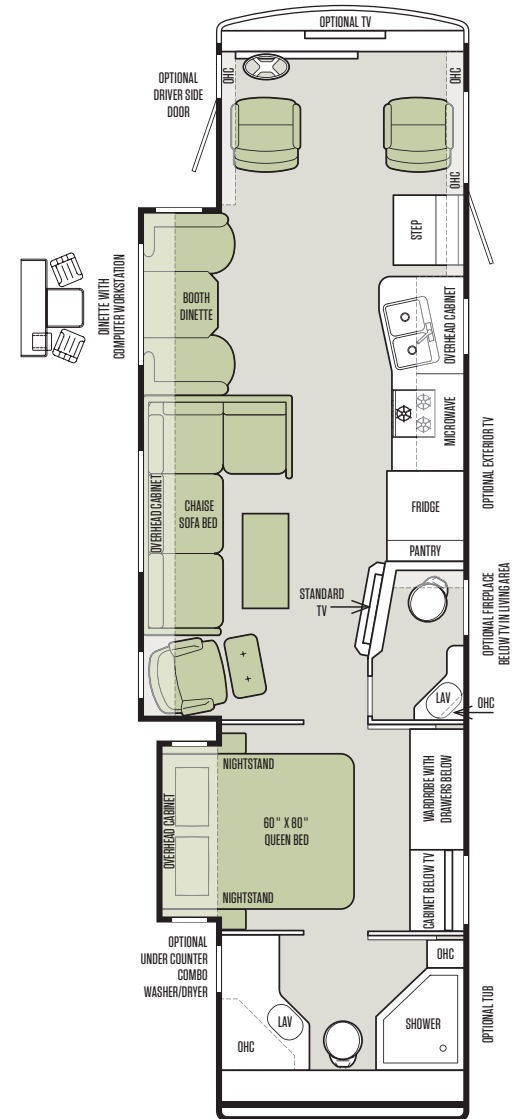 OPTIONAL TV
OHC
OHC
OPTIONAL
DRIVER SIDE
DOOR
OHC
STEP
DINETTE WITH
COMPUTER WORKSTATION
BOOTH
DINETTE
OVERHEAD CABINET
MICROWAVE
OPTIONAL EXTERIOR TV
OVERHEAD CABINET
CHAISE
SOFA BED
FRIDGE
PANTRY
STANDARD
TV
OPTIONAL FIREPLACE
BELOW TV IN LIVING AREA
LAV
OHC
NIGHTSTAND
WARDROBE WITH
DRAWERS BELOW
OVERHEAD CABINET
60" X 80"
QUEEN BED
NIGHTSTAND
CABINET BELOW TV
OPTIONAL
UNDER COUNTER
COMBO
WASHER/DRYER
OHC
LAV
OHC
SHOWER
OPTIONAL TUB